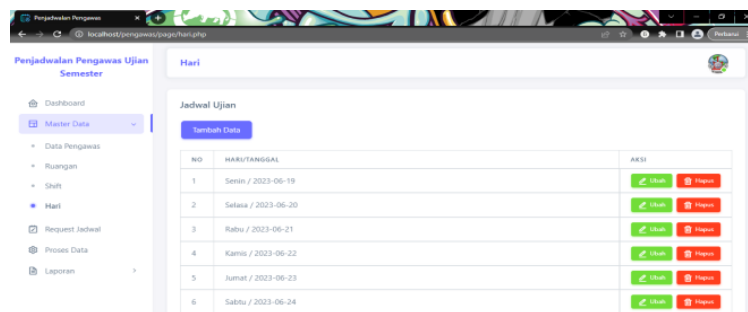 Penjadwalan Pengawas
localhost/pengawas/page/hari.php
Perbarui
Penjadwalan Pengawas Ujian
Semester
Dashboard
Master Data
Data Pengawas
Ruangan
Shift
Hari
Request Jadwal
Proses Data
Laporan
Hari
Jadwal Ujian
Tambah Data
NO HARI/TANGGAL AKSI
1 Senin / 2023-06-19 Ubah Hapus
2 Selasa / 2023-06-20 Ubah Hapus
3 Rabu / 2023-06-21 Ubah Hapus
4 Kamis / 2023-06-22 Ubah Hapus
5 Jumat / 2023-06-23 Ubah Hapus
6 Sabtu / 2023-06-24 Ubah Hapus